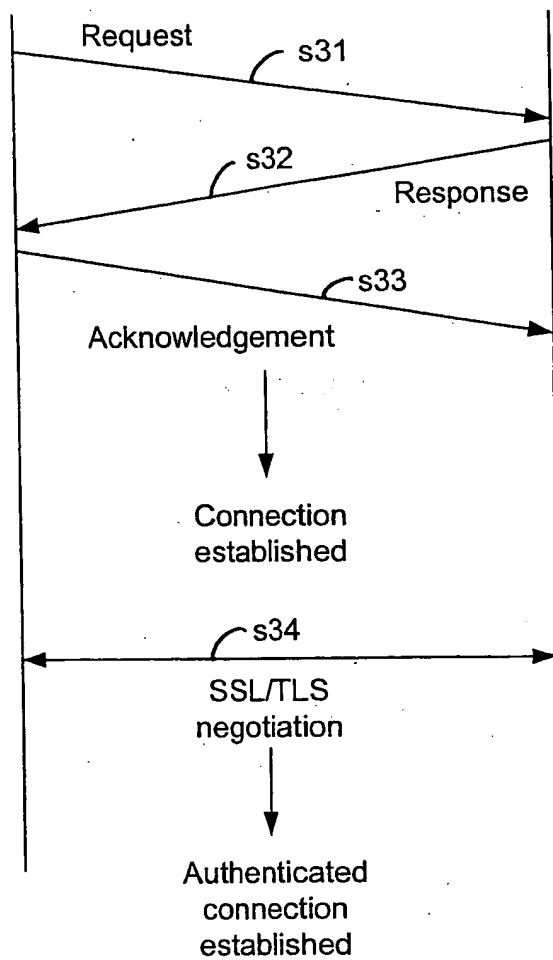 Request
s31
s32
Response
s33
Acknowledgement
Connection
established
s34
SSL/TLS
negotiation
Authenticated
connection
established